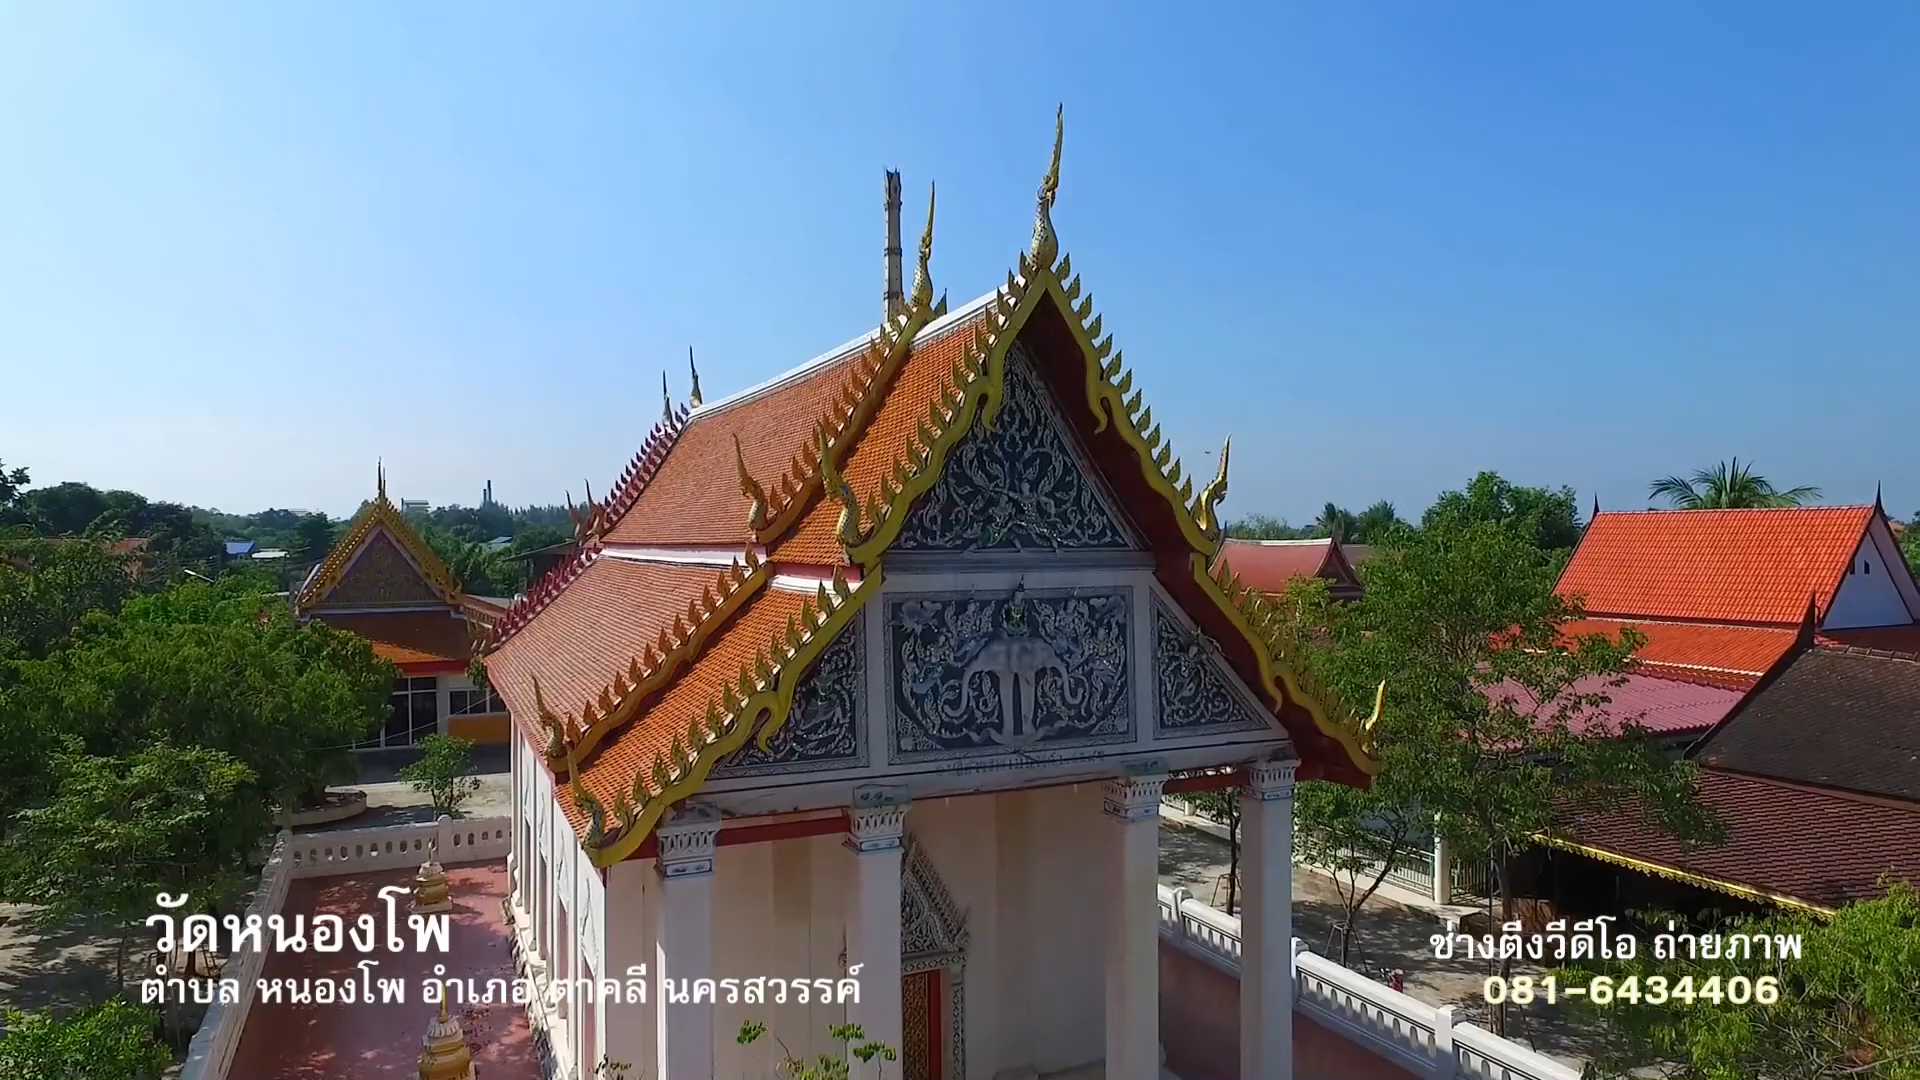 วัดหนองโพ
ตำบล หนองโพ อำเภอ ตาคลี นครสวรรค์
ช่างติ่งวีดีโอ ถ่ายภาพ
081-6434406